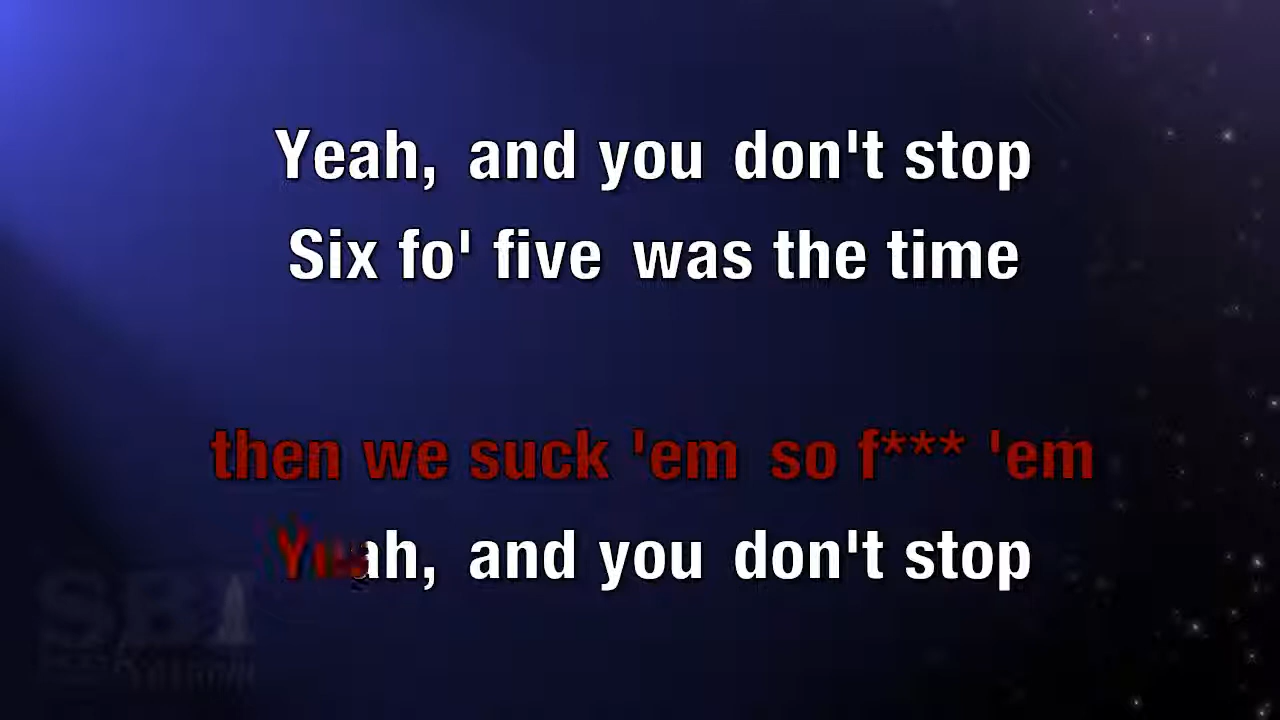 Yeah, and you don't stop
Six fo' five was the time
then we suck 'em so f*** 'em
Yeah, and you don't stop
SBI